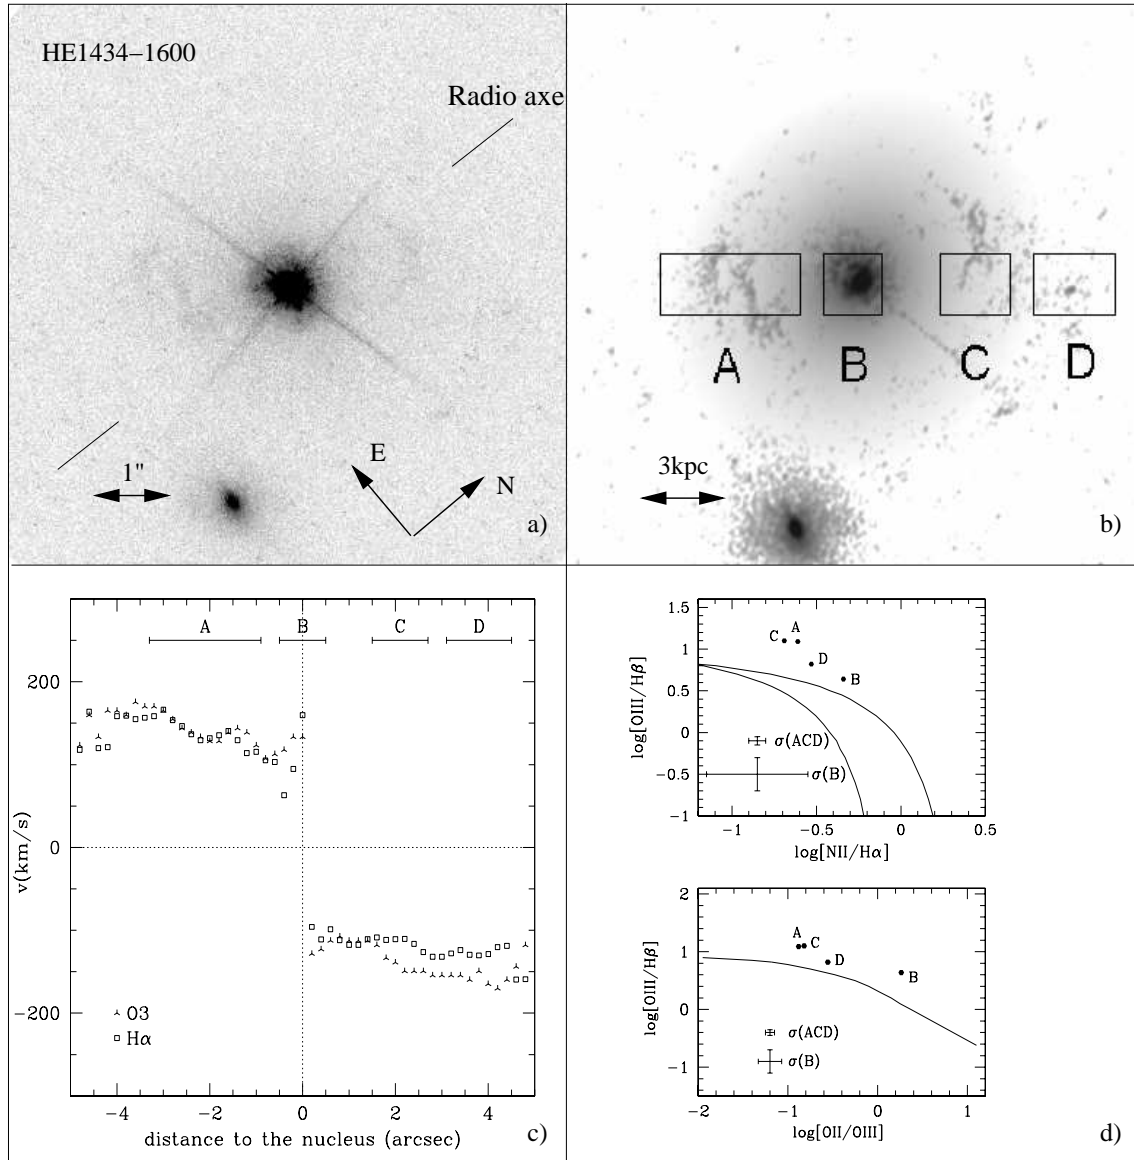 HE1434−1600
Radio axe
1"
E
N
a)
A
B
C
D
3kpc
b)
A
B
C
D
200
0
−200
v(km/s)
O3
Hα
−4
−2
0
2
4
distance to the nucleus (arcsec)
c)
1.5
1
0.5
0
−0.5
−1
log[OIII/Hβ]
C
A
D
B
σ(ACD)
σ(B)
−1
−0.5
0
0.5
log[NII/Hα]
2
1
0
−1
log[OIII/Hβ]
A
C
D
B
σ(ACD)
σ(B)
−2
−1
0
1
log[OII/OIII]
d)